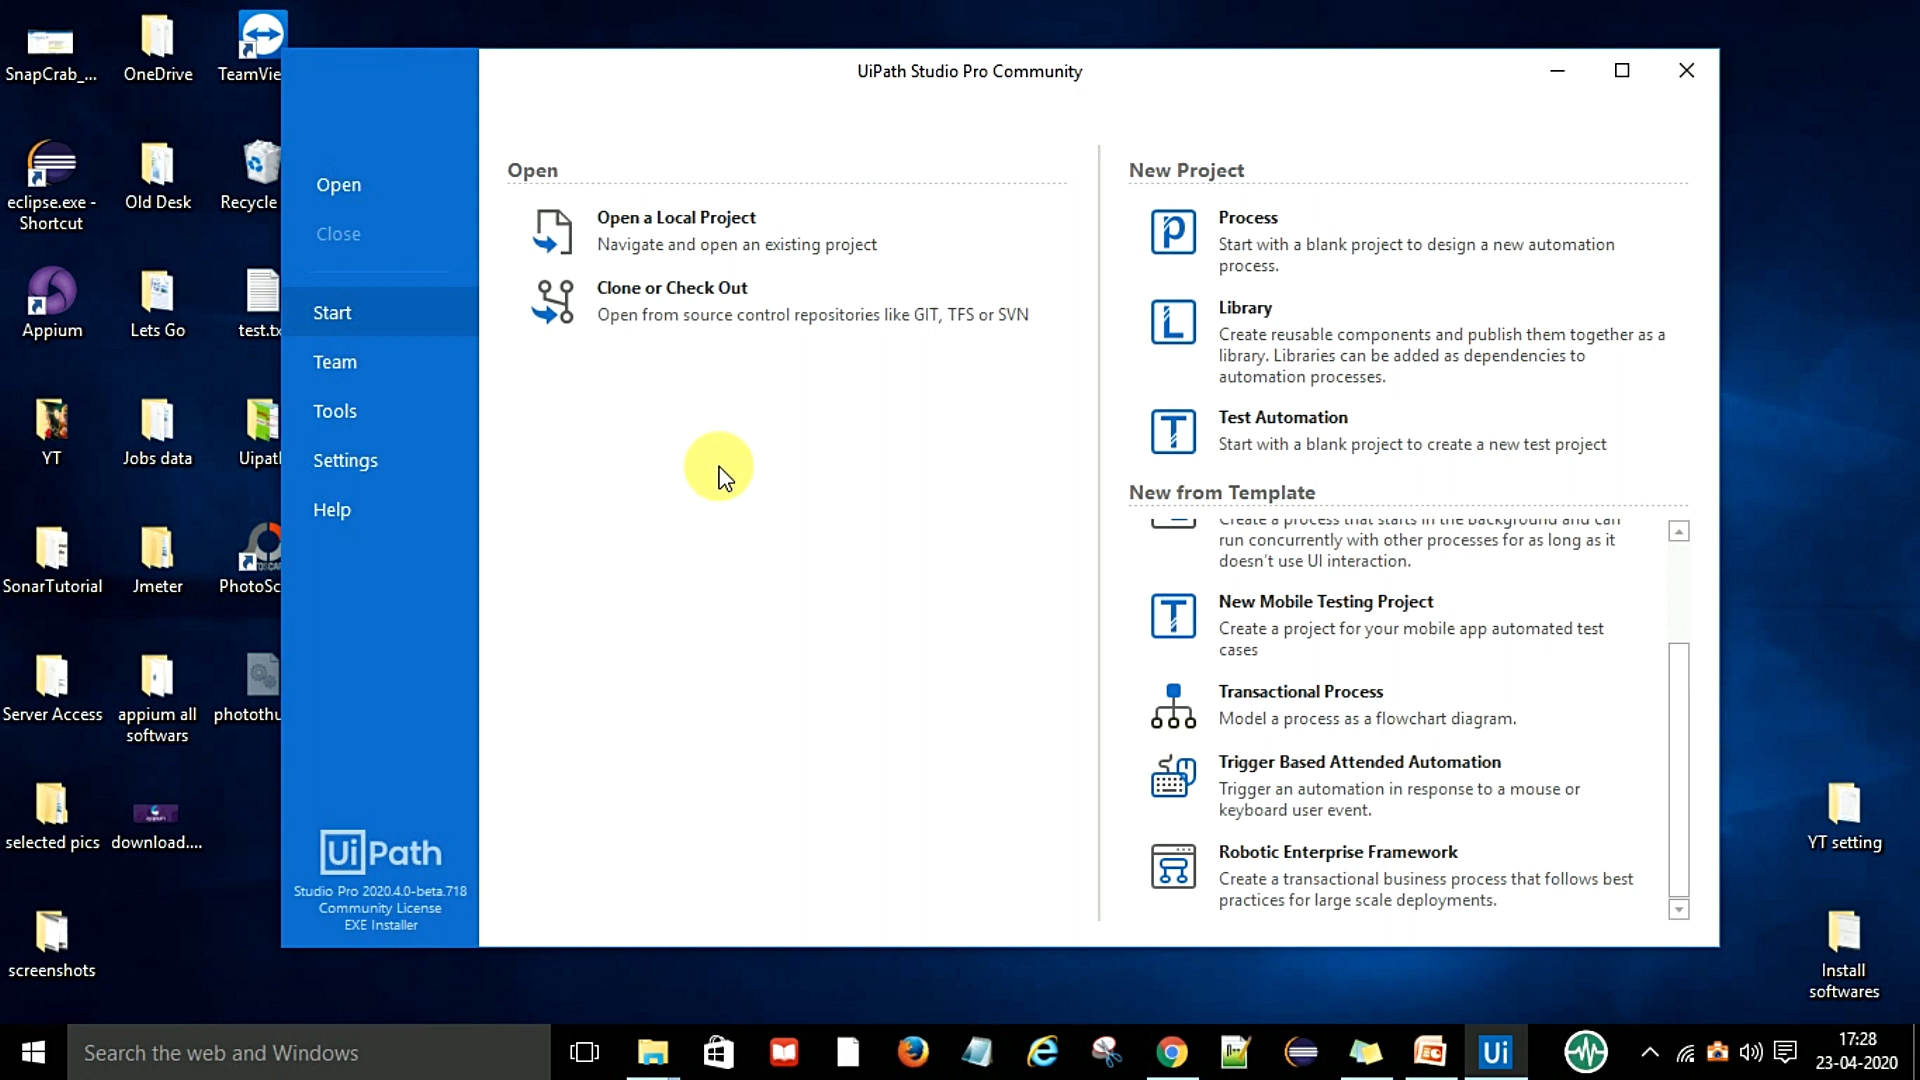 SnapCrab_...
OneDrive
TeamVie
eclipse.exe -
Shortcut
Old Desk
Recycle
Appium
Lets Go
test.tx
YT
Jobs data
Uipat
SonarTutorial
Jmeter
PhotoSc
Server Access
appium all
softwars
photothu
selected pics
download....
screenshots
UiPath Studio Pro Community
Open
Close
Start
Team
Tools
Settings
Help
UiPath
Studio Pro 2020.4.0-beta.718
Community License
EXE Installer
Open
Open a Local Project
Navigate and open an existing project
Clone or Check Out
Open from source control repositories like GIT, TFS or SVN
New Project
Process
Start with a blank project to design a new automation
process.
Library
Create reusable components and publish them together as a
library. Libraries can be added as dependencies to
automation processes.
Test Automation
Start with a blank project to create a new test project
New from Template
Create a process that starts in the background and can
run concurrently with other processes for as long as it
doesn't use UI interaction.
New Mobile Testing Project
Create a project for your mobile app automated test
cases
Transactional Process
Model a process as a flowchart diagram.
Trigger Based Attended Automation
Trigger an automation in response to a mouse or
keyboard user event.
Robotic Enterprise Framework
Create a transactional business process that follows best
practices for large scale deployments.
YT setting
Install
softwares
Search the web and Windows
Ui
17:28
23-04-2020